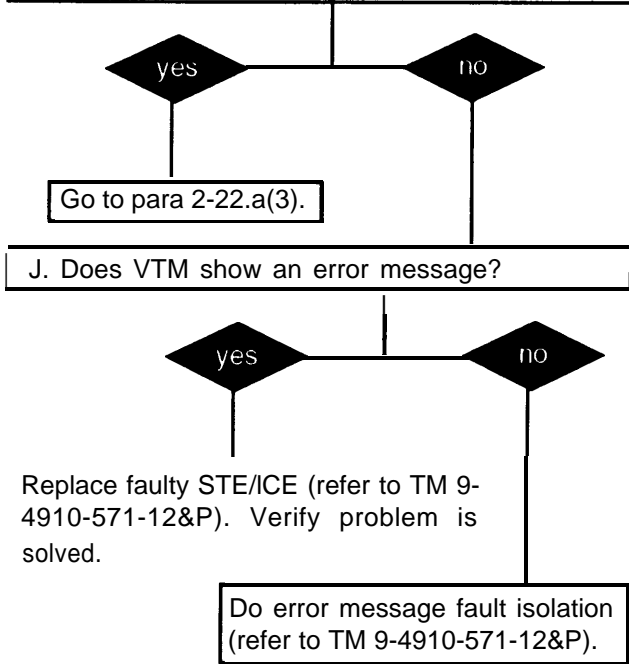 yes
no
Go to para 2-22.a(3).
J. Does VTM show an error message?
yes
no
Replace faulty STE/ICE (refer to TM 9-
4910-571-12&P). Verify problem is
solved.
Do error message fault isolation
(refer to TM 9-4910-571-12&P).